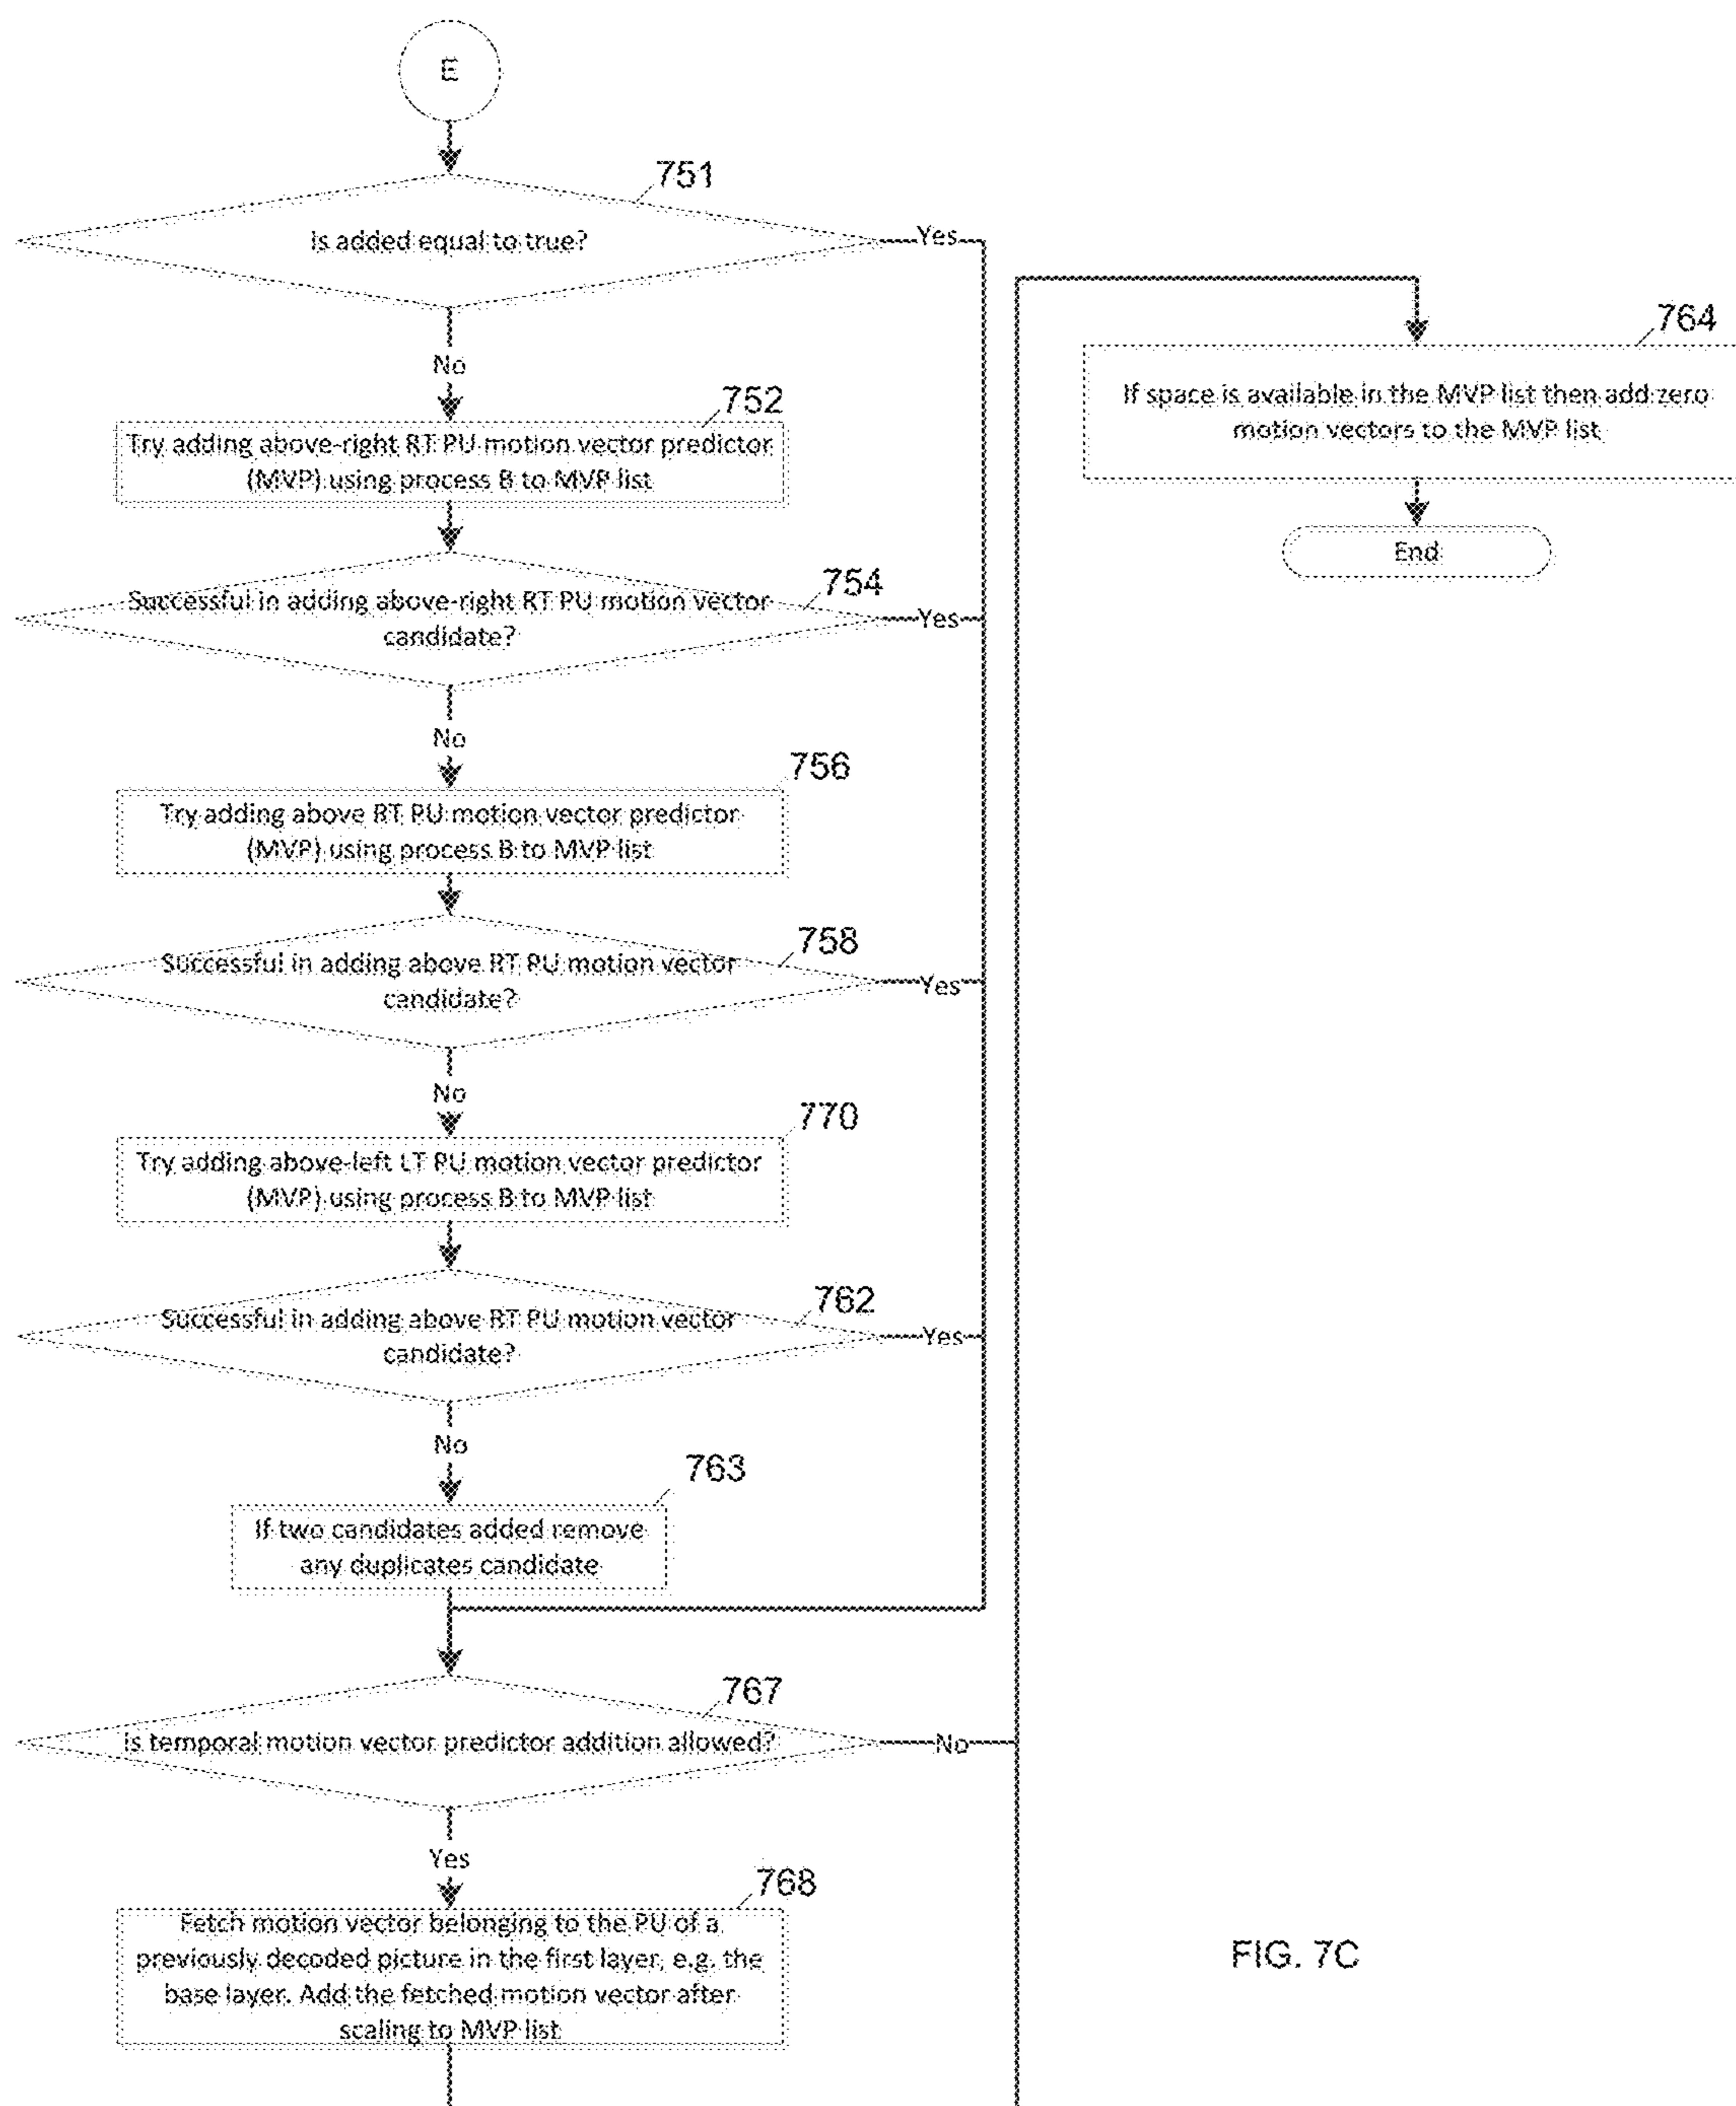 E
751
Is added equal to true?
Yes
No
752
Try adding above-right RT PU motion vector predictor
(MVP) using process B to MVP list
754
Successful in adding above-right RT PU motion vector
candidate?
Yes
No
756
Try adding above RT PU motion vector predictor
(MVP) using process B to MVP list
758
Successful in adding above RT PU motion vector
candidate?
Yes
No
770
Try adding above-left LT PU motion vector predictor
(MVP) using process B to MVP list
762
Successful in adding above RT PU motion vector
candidate?
Yes
No
763
If two candidates added remove
any duplicates candidate
767
Is temporal motion vector predictor addition allowed?
No
Yes
768
Fetch motion vector belonging to the PU of a
previously decoded picture in the first layer, e.g. the
base layer. Add the fetched motion vector after
scaling to MVP list
764
If space is available in the MVP list then add zero
motion vectors to the MVP list
End
FIG. 7C